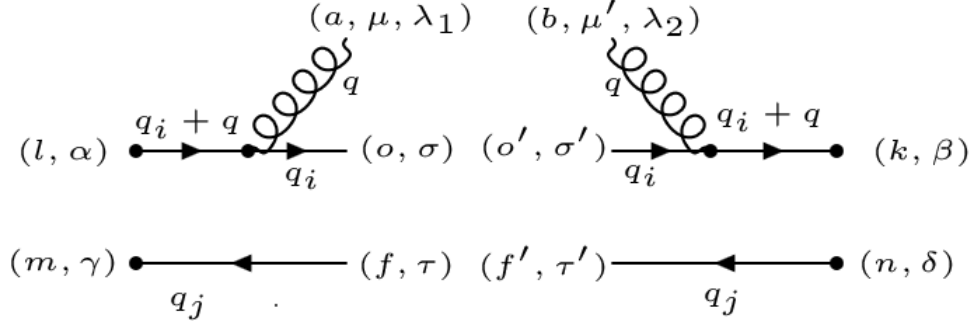 (a, μ, λ₁) (b, μ′, λ₂)
q q
qᵢ + q qᵢ + q
(l, α) (o, σ) (o′, σ′) (k, β)
qᵢ qᵢ
(m, γ) (f, τ) (f′, τ′) (n, δ)
qⱼ . qⱼ